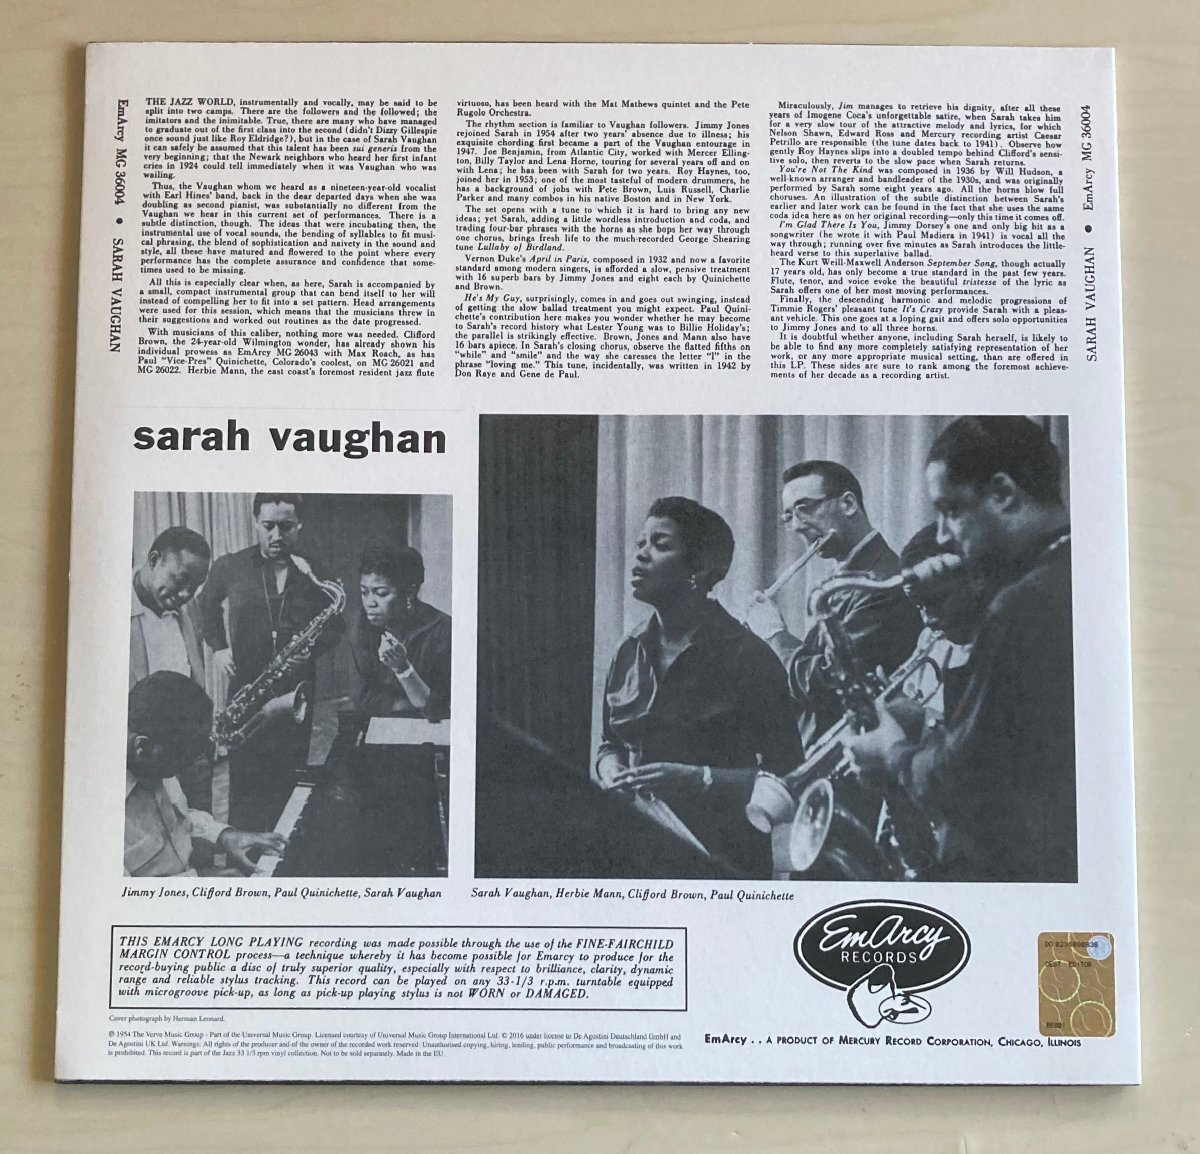 EmArcy MG 36004 • SARAH VAUGHAN
THE JAZZ WORLD, instrumentally and vocally, may be said to be
split into two camps. There are the followers and the followed; the
imitators and the inimitable. True, there are many who have managed
to graduate out of the first class into the second (didn't Dizzy Gillespie
once sound just like Roy Eldridge?), but in the case of Sarah Vaughan
it can safely be assumed that this talent has been sui generis from the
very beginning; that the Newark neighbors who heard her first infant
cries in 1924 could tell immediately when it was Vaughan who was
wailing.
Thus, the Vaughan whom we heard as a nineteen-year-old vocalist
with Earl Hines' band, back in the dear departed days when she was
doubling as second pianist, was substantially no different from the
Vaughan we hear in this current set of performances. There is a
subtle distinction, though. The ideas that were incubating then, the
instrumental use of vocal sounds, the bending of syllables to fit musi-
cal phrasing, the blend of sophistication and naivety in the sound and
style, all these have matured and flowered to the point where every
performance has the complete assurance and confidence that some-
times used to be missing.
All this is especially clear when, as here, Sarah is accompanied by
a small, compact instrumental group that can bend itself to her will
instead of compelling her to fit into a set pattern. Head arrangements
were used for this session, which means that the musicians threw in
their suggestions and worked out routines as the date progressed.
With musicians of this caliber, nothing more was needed. Clifford
Brown, the 24-year-old Wilmington wonder, has already shown his
individual prowess as EmArcy MG 26043 with Max Roach, as has
Paul "Vice-Pres" Quinichette, Colorado's coolest, on MG 26021 and
MG 26022. Herbie Mann, the east coast's foremost resident jazz flute
virtuoso, has been heard with the Mat Mathews quintet and the Pete
Rugolo Orchestra.
The rhythm section is familiar to Vaughan followers. Jimmy Jones
rejoined Sarah in 1954 after two years' absence due to illness; his
exquisite chording first became a part of the Vaughan entourage in
1947. Joe Benjamin, from Atlantic City, worked with Mercer Elling-
ton, Billy Taylor and Lena Horne, touring for several years off and on
with Lena; he has been with Sarah for two years. Roy Haynes, too,
joined her in 1953; one of the most tasteful of modern drummers, he
has a background of jobs with Pete Brown, Luis Russell, Charlie
Parker and many combos in his native Boston and in New York.
The set opens with a tune to which it is hard to bring any new
ideas; yet Sarah, adding a little wordless introduction and coda, and
trading four-bar phrases with the horns as she bops her way through
one chorus, brings fresh life to the much-recorded George Shearing
tune Lullaby of Birdland.
Vernon Duke's April in Paris, composed in 1932 and now a favorite
standard among modern singers, is afforded a slow, pensive treatment
with 16 superb bars by Jimmy Jones and eight each by Quinichette
and Brown.
He's My Guy, surprisingly, comes in and goes out swinging, instead
of getting the slow ballad treatment you might expect. Paul Quini-
chette's contribution here makes you wonder whether he may become
to Sarah's record history what Lester Young was to Billie Holiday's;
the parallel is strikingly effective. Brown, Jones and Mann also have
16 bars apiece. In Sarah's closing chorus, observe the flatted fifths on
"while" and "smile" and the way she caresses the letter "l" in the
phrase "loving me." This tune, incidentally, was written in 1942 by
Don Raye and Gene de Paul.
Miraculously, Jim manages to retrieve his dignity, after all these
years of Imogene Coca's unforgettable satire, when Sarah takes him
for a very slow tour of the attractive melody and lyrics, for which
Nelson Shawn, Edward Ross and Mercury recording artist Caesar
Petrillo are responsible (the tune dates back to 1941). Observe how
gently Roy Haynes slips into a doubled tempo behind Clifford's sensi-
tive solo, then reverts to the slow pace when Sarah returns.
You're Not The Kind was composed in 1936 by Will Hudson, a
well-known arranger and bandleader of the 1930s, and was originally
performed by Sarah some eight years ago. All the horns blow full
choruses. An illustration of the subtle distinction between Sarah's
earlier and later work can be found in the fact that she uses the same
coda idea here as on her original recording—only this time it comes off.
I'm Glad There Is You, Jimmy Dorsey's one and only big hit as a
songwriter (he wrote it with Paul Madiera in 1941) is vocal all the
way through; running over five minutes as Sarah introduces the little-
heard verse to this superlative ballad.
The Kurt Weill-Maxwell Anderson September Song, though actually
17 years old, has only become a true standard in the past few years.
Flute, tenor, and voice evoke the beautiful tristesse of the lyric as
Sarah offers one of her most moving performances.
Finally, the descending harmonic and melodic progressions of
Timmie Rogers' pleasant tune It's Crazy provide Sarah with a pleas-
ant vehicle. This one goes at a loping gait and offers solo opportunities
to Jimmy Jones and to all three horns.
It is doubtful whether anyone, including Sarah herself, is likely to
be able to find any more completely satisfying representation of her
work, or any more appropriate musical setting, than are offered in
this LP. These sides are sure to rank among the foremost achieve-
ments of her decade as a recording artist.
SARAH VAUGHAN • EmArcy MG 36004
sarah vaughan
Jimmy Jones, Clifford Brown, Paul Quinichette, Sarah Vaughan
Sarah Vaughan, Herbie Mann, Clifford Brown, Paul Quinichette
THIS EMARCY LONG PLAYING recording was made possible through the use of the FINE-FAIRCHILD
MARGIN CONTROL process—a technique whereby it has become possible for Emarcy to produce for the
record-buying public a disc of truly superior quality, especially with respect to brilliance, clarity, dynamic
range and reliable stylus tracking. This record can be played on any 33-1/3 r.p.m. turntable equipped
with microgroove pick-up, as long as pick-up playing stylus is not WORN or DAMAGED.
Cover photograph by Herman Leonard.
℗ 1954 The Verve Music Group - Part of the Universal Music Group. Licensed courtesy of Universal Music Group International Ltd. © 2016 under license to De Agostini Deutschland GmbH and
De Agostini UK Ltd. Warnings: All rights of the producer and of the owner of the recorded work reserved. Unauthorised copying, hiring, lending, public performance and broadcasting of this work
is prohibited. This record is part of the Jazz 33 1/3 rpm vinyl collection. Not to be sold separately. Made in the EU.
EmArcy
RECORDS
EmArcy . . A PRODUCT OF MERCURY RECORD CORPORATION, CHICAGO, ILLINOIS